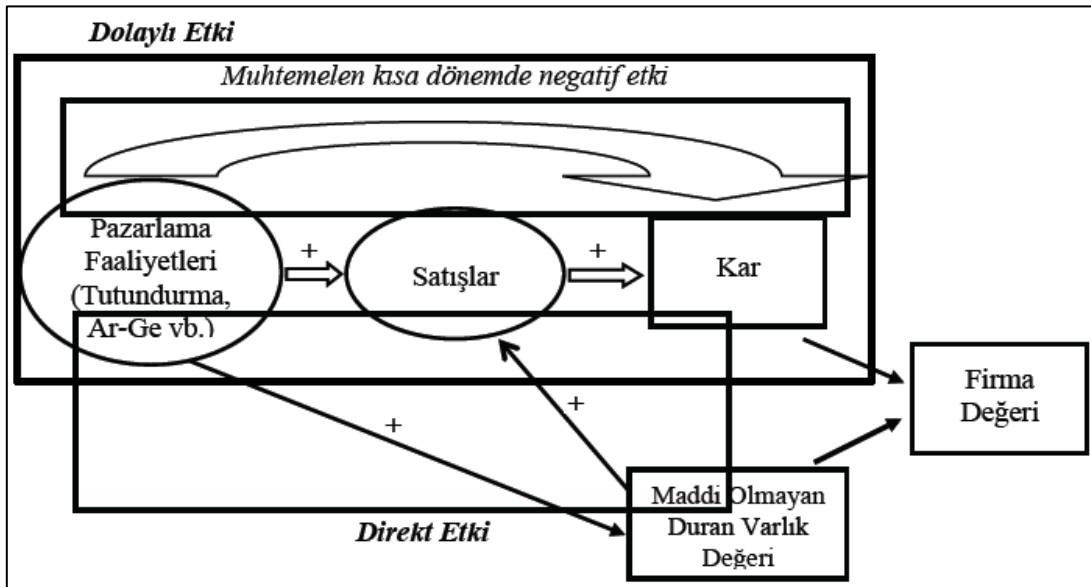 Dolaylı Etki
Muhtemelen kısa dönemde negatif etki
Pazarlama
Faaliyetleri
(Tutundurma,
Ar-Ge vb.)
+
Satışlar
+
Kar
Firma
Değeri
+
+
Maddi Olmayan
Duran Varlık
Değeri
Direkt Etki